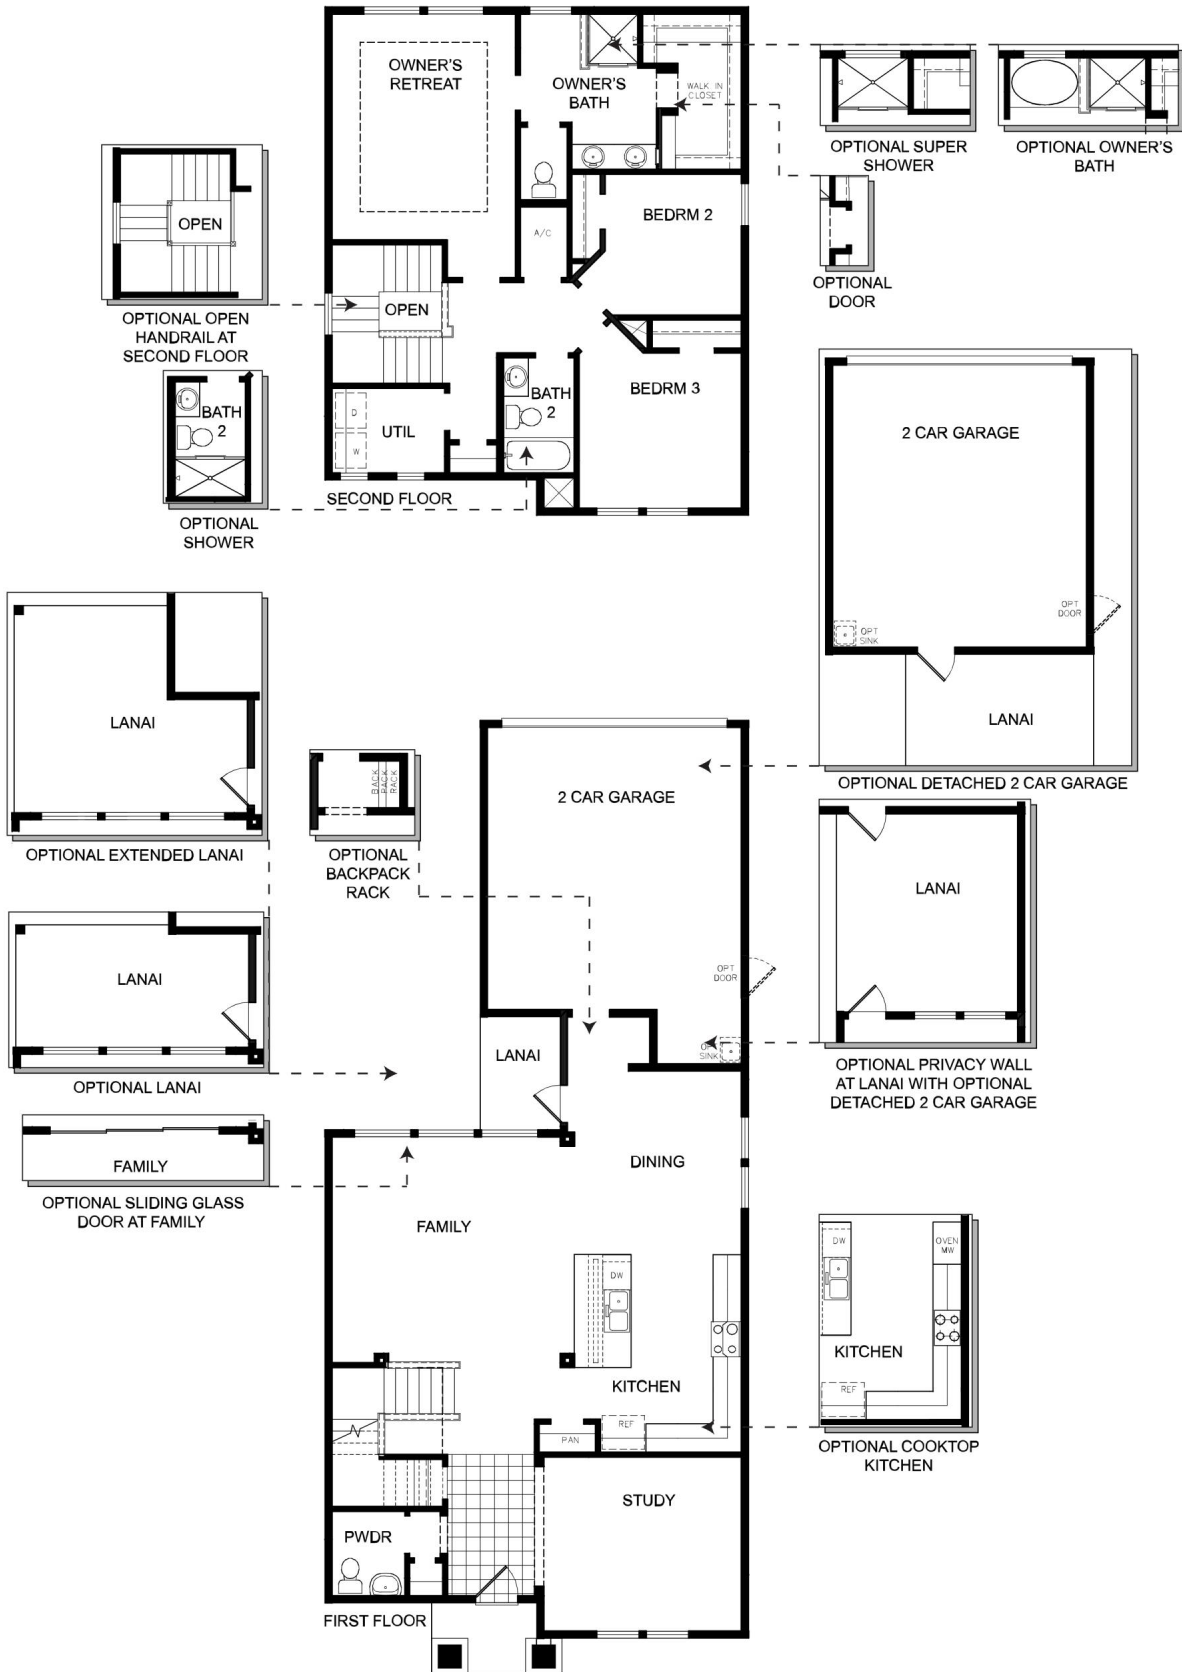 OWNER'S
RETREAT
OWNER'S
BATH
WALK IN
CLOSET
OPTIONAL SUPER
SHOWER
OPTIONAL OWNER'S
BATH
OPEN
OPTIONAL OPEN
HANDRAIL AT
SECOND FLOOR
A/C
BEDRM 2
OPTIONAL
DOOR
OPEN
BATH
2
OPTIONAL
SHOWER
D
W
UTIL
BATH
2
BEDRM 3
SECOND FLOOR
2 CAR GARAGE
OPT
DOOR
OPT
SINK
LANAI
OPTIONAL DETACHED 2 CAR GARAGE
LANAI
OPTIONAL EXTENDED LANAI
BACK
PACK
RACK
OPTIONAL
BACKPACK
RACK
2 CAR GARAGE
OPT
DOOR
OPT
SINK
LANAI
OPTIONAL PRIVACY WALL
AT LANAI WITH OPTIONAL
DETACHED 2 CAR GARAGE
LANAI
OPTIONAL LANAI
LANAI
FAMILY
OPTIONAL SLIDING GLASS
DOOR AT FAMILY
DINING
FAMILY
DW
KITCHEN
REF
PAN
DW
OVEN
MW
KITCHEN
REF
OPTIONAL COOKTOP
KITCHEN
STUDY
PWDR
FIRST FLOOR